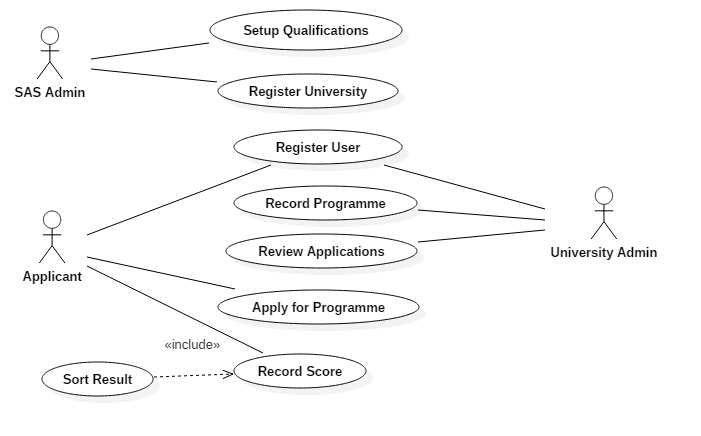 Setup Qualifications
SAS Admin
Register University
Register User
Record Programme
Review Applications
University Admin
Applicant
Apply for Programme
«include»
Record Score
Sort Result